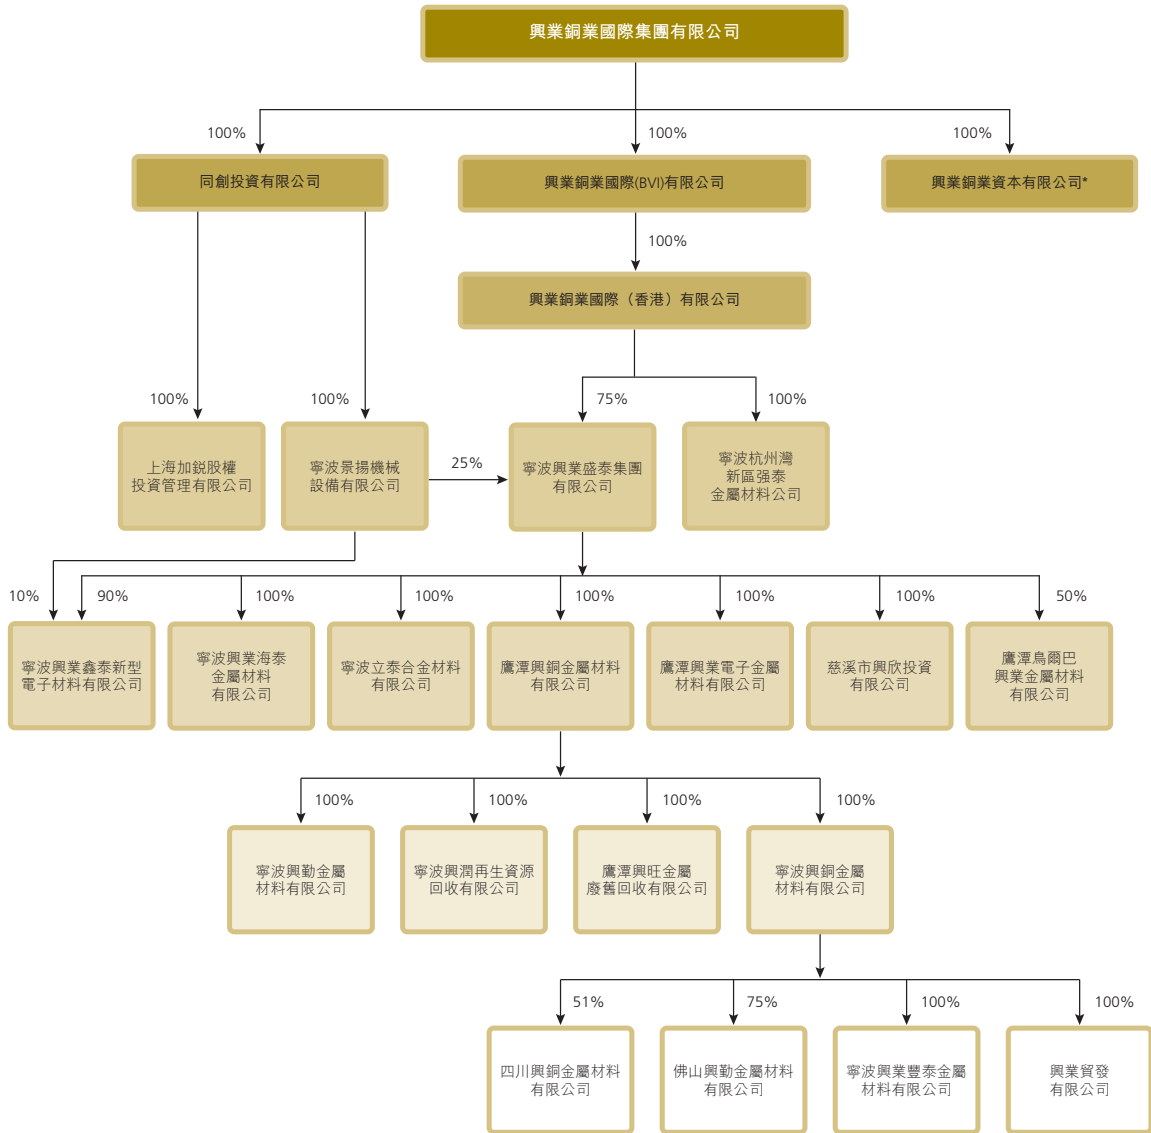 興業銅業國際集團有限公司
100%
100%
100%
同創投資有限公司
興業銅業國際(BVI)有限公司
興業銅業資本有限公司*
100%
興業銅業國際（香港）有限公司
100%
100%
75%
100%
上海加鋭股權
投資管理有限公司
寧波景揚機械
設備有限公司
25%
寧波興業盛泰集團
有限公司
寧波杭州灣
新區强泰
金屬材料公司
10%
90%
100%
100%
100%
100%
100%
50%
寧波興業鑫泰新型
電子材料有限公司
寧波興業海泰
金屬材料
有限公司
寧波立泰合金材料
有限公司
鷹潭興銅金屬材料
有限公司
鷹潭興業電子金屬
材料有限公司
慈溪市興欣投資
有限公司
鷹潭烏爾巴
興業金屬材料
有限公司
100%
100%
100%
100%
寧波興勤金屬
材料有限公司
寧波興潤再生資源
回收有限公司
鷹潭興旺金屬
廢舊回收有限公司
寧波興銅金屬
材料有限公司
51%
75%
100%
100%
四川興銅金屬材料
有限公司
佛山興勤金屬材料
有限公司
寧波興業豐泰金屬
材料有限公司
興業貿發
有限公司